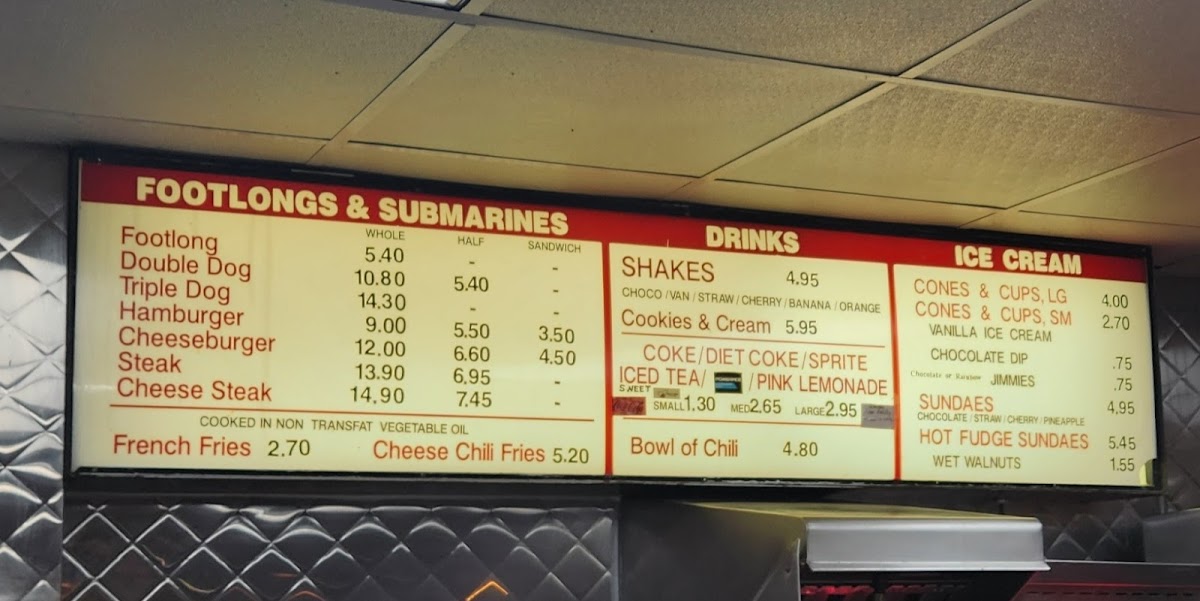 FOOTLONGS & SUBMARINES
WHOLE HALF SANDWICH
Footlong 5.40 - -
Double Dog 10.80 5.40 -
Triple Dog 14.30 - -
Hamburger 9.00 5.50 3.50
Cheeseburger 12.00 6.60 4.50
Steak 13.90 6.95 -
Cheese Steak 14.90 7.45 -
COOKED IN NON TRANSFAT VEGETABLE OIL
French Fries 2.70 Cheese Chili Fries 5.20
DRINKS
SHAKES 4.95
CHOCO / VAN / STRAW / CHERRY / BANANA / ORANGE
Cookies & Cream 5.95
COKE/DIET COKE/SPRITE
ICED TEA/ /PINK LEMONADE
SWEET
SMALL 1.30 MED 2.65 LARGE 2.95
Bowl of Chili 4.80
ICE CREAM
CONES & CUPS, LG 4.00
CONES & CUPS, SM 2.70
VANILLA ICE CREAM
CHOCOLATE DIP .75
Chocolate or Rainbow JIMMIES .75
SUNDAES 4.95
CHOCOLATE / STRAW / CHERRY / PINEAPPLE
HOT FUDGE SUNDAES 5.45
WET WALNUTS 1.55